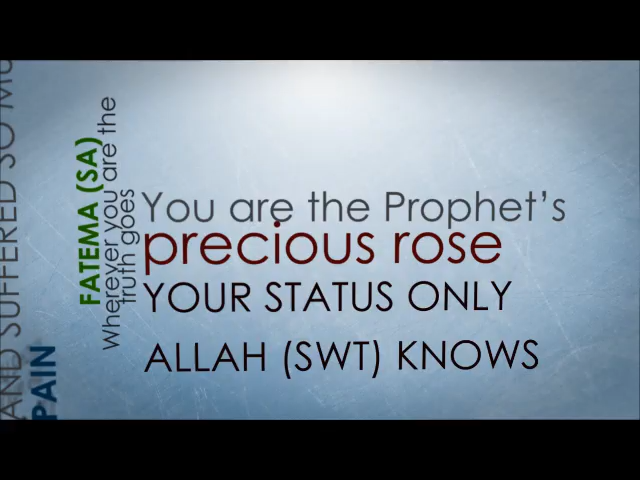 AND SUFFERED SO
PAIN
FATEMA (SA)
Wherever you are the
truth goes
You are the Prophet's
precious rose
YOUR STATUS ONLY
ALLAH (SWT) KNOWS